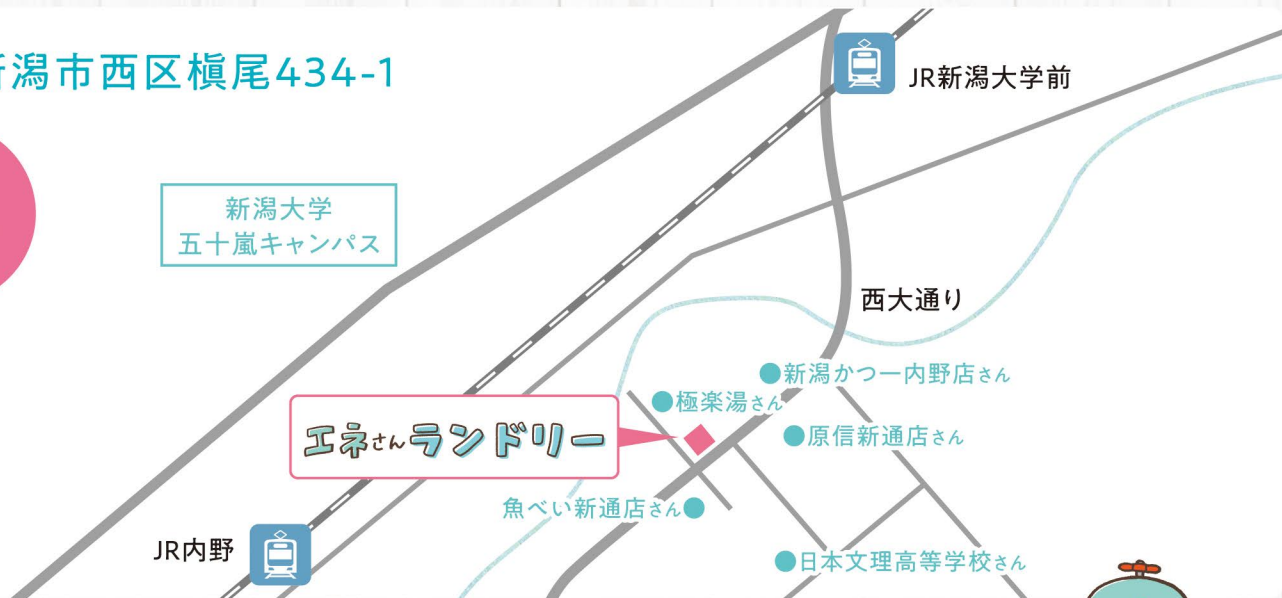 新潟市西区槇尾434-1
JR新潟大学前
新潟大学
五十嵐キャンパス
西大通り
●新潟かつ一内野店さん
●極楽湯さん
エネさんランドリー
●原信新通店さん
魚べい新通店さん●
JR内野
●日本文理高等学校さん